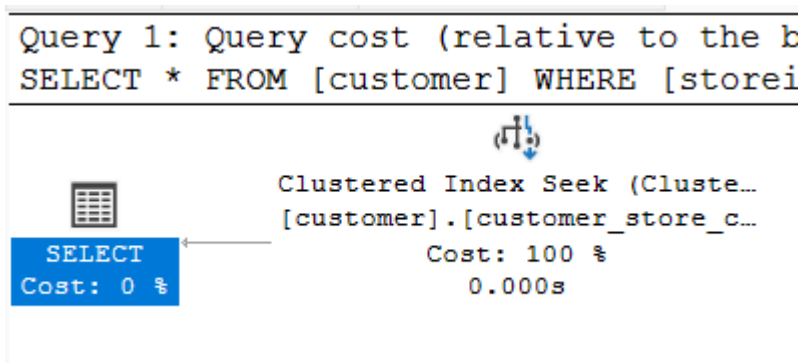 Query 1: Query cost (relative to the b
SELECT * FROM [customer] WHERE [storei
Clustered Index Seek (Cluste…
[customer].[customer_store_c…
Cost: 100 %
0.000s
SELECT
Cost: 0 %